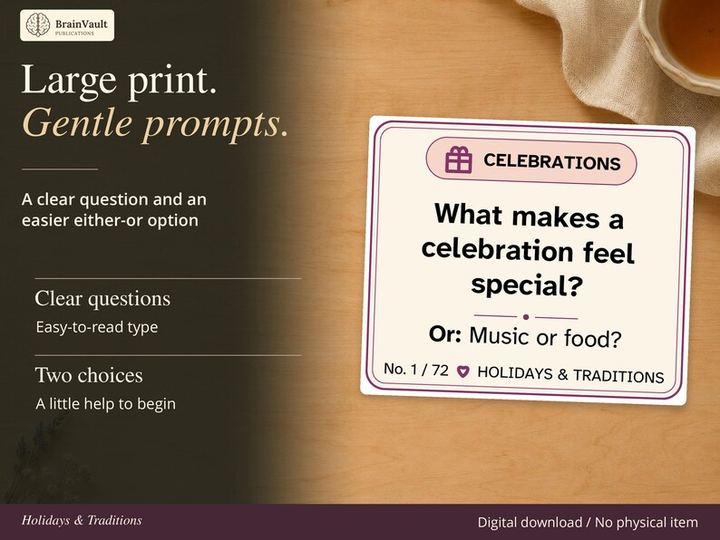 BrainVault
PUBLICATIONS
Large print.
Gentle prompts.
A clear question and an
easier either-or option
Clear questions
Easy-to-read type
Two choices
A little help to begin
CELEBRATIONS
What makes a
celebration feel
special?
Or: Music or food?
No. 1 / 72 HOLIDAYS & TRADITIONS
Holidays & Traditions
Digital download / No physical item